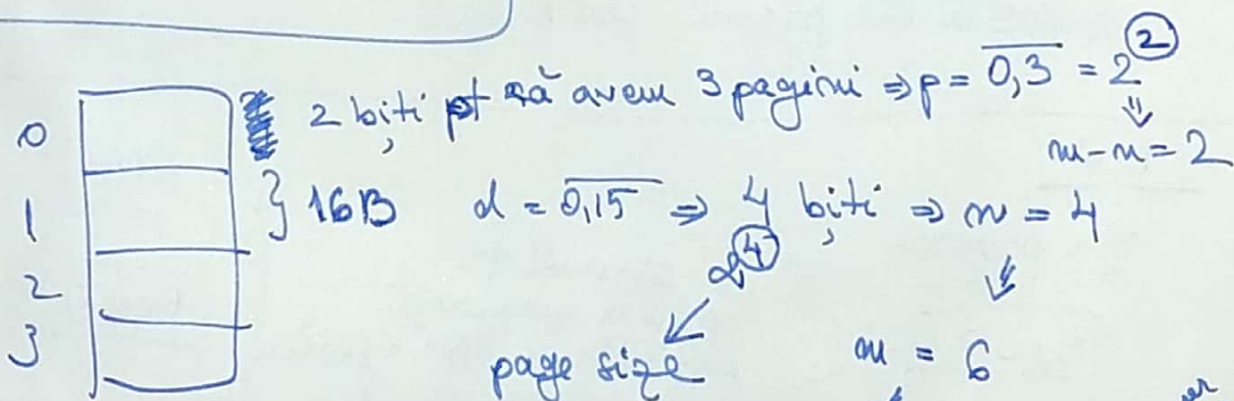 0
2 biți pt să avem 3 pagini ⇒ p = 0,3 = 2②
⇓
m-n = 2
1
} 16B d = 0,15 ⇒ 4 biți ⇒ n = 4
2
2④
⇓
3
page size
m = 6